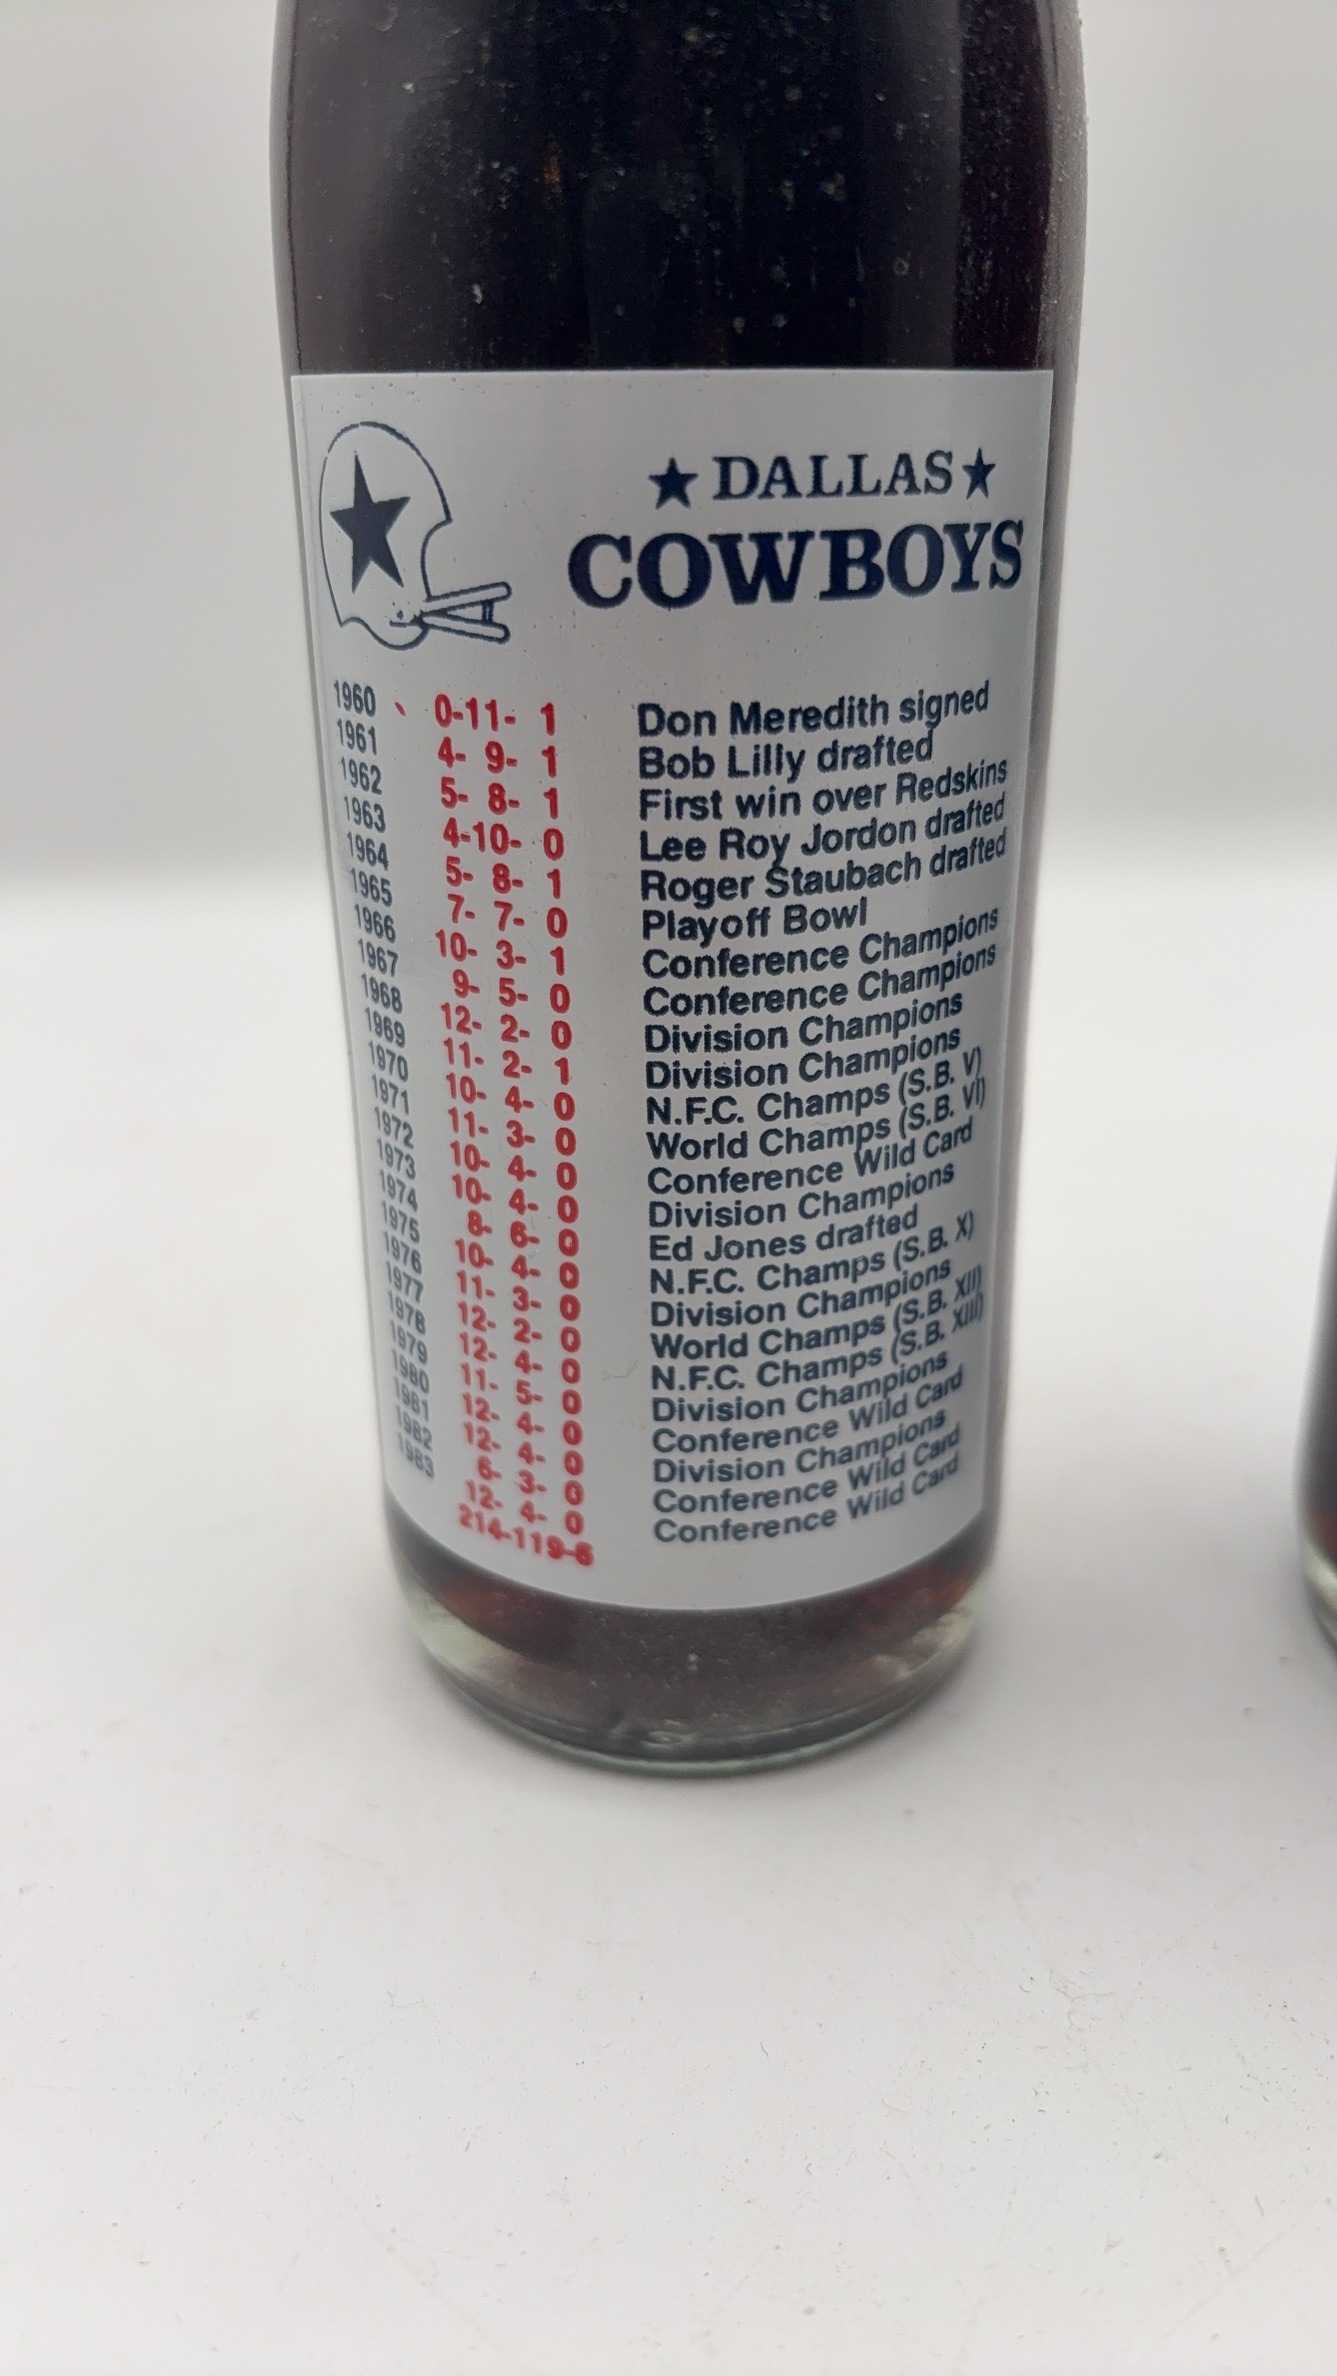 ★ DALLAS ★
COWBOYS
1960 0-11- 1 Don Meredith signed
1961 4- 9- 1 Bob Lilly drafted
1962 5- 8- 1 First win over Redskins
1963 4-10- 0 Lee Roy Jordon drafted
1964 5- 8- 1 Roger Staubach drafted
1965 7- 7- 0 Playoff Bowl
1966 10- 3- 1 Conference Champions
1967 9- 5- 0 Conference Champions
1968 12- 2- 0 Division Champions
1969 11- 2- 1 Division Champions
1970 10- 4- 0 N.F.C. Champs (S.B. V)
1971 11- 3- 0 World Champs (S.B. VI)
1972 10- 4- 0 Conference Wild Card
1973 10- 4- 0 Division Champions
1974 8- 6- 0 Ed Jones drafted
1975 10- 4- 0 N.F.C. Champs (S.B. X)
1976 11- 3- 0 Division Champions
1977 12- 2- 0 World Champs (S.B. XII)
1978 12- 4- 0 N.F.C. Champs (S.B. XIII)
1979 11- 5- 0 Division Champions
1980 12- 4- 0 Conference Wild Card
1981 12- 4- 0 Division Champions
1982 6- 3- 0 Conference Wild Card
1983 12- 4- 0 Conference Wild Card
214-119-6